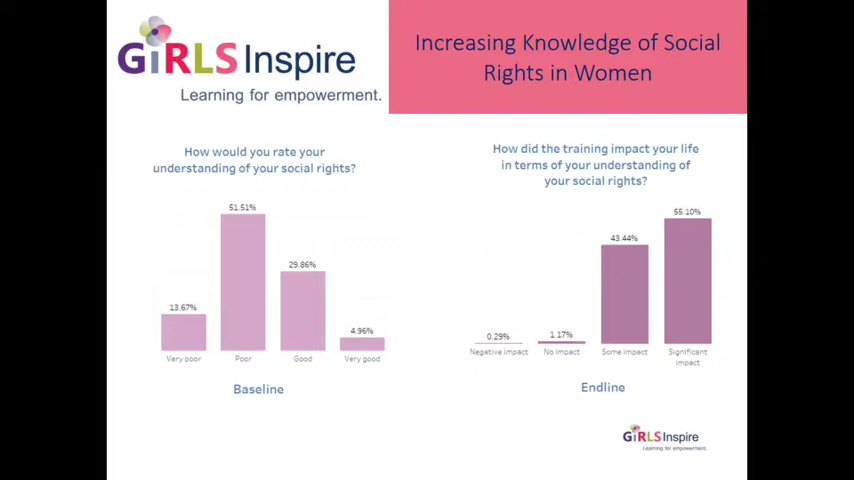 GiRLS Inspire
Learning for empowerment.
Increasing Knowledge of Social
Rights in Women
How would you rate your
understanding of your social rights?
13.67%
51.51%
29.86%
4.96%
Very poor
Poor
Good
Very good
Baseline
How did the training impact your life
in terms of your understanding of
your social rights?
0.29%
1.17%
43.44%
55.10%
Negative impact
No impact
Some impact
Significant
impact
Endline
GiRLS Inspire
Learning for empowerment.